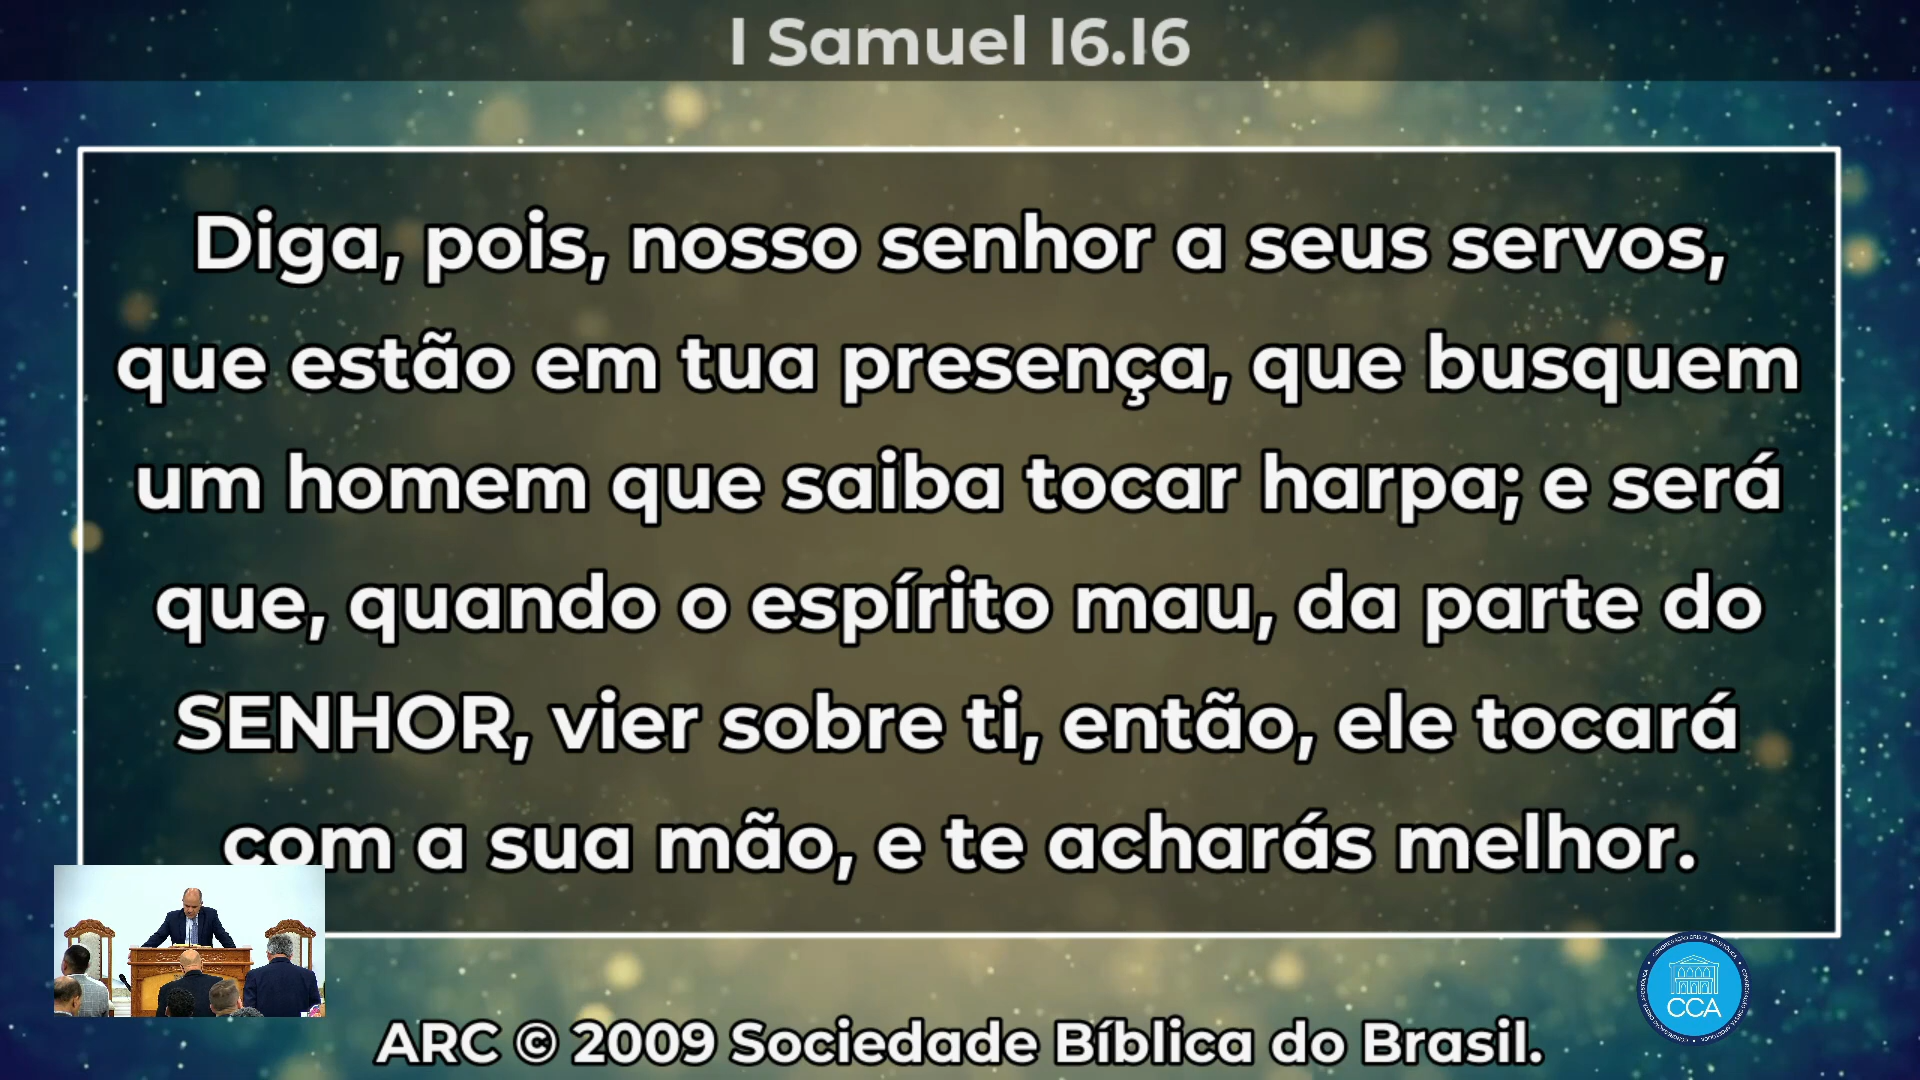 I Samuel 16.16
Diga, pois, nosso senhor a seus servos,
que estão em tua presença, que busquem
um homem que saiba tocar harpa; e será
que, quando o espírito mau, da parte do
SENHOR, vier sobre ti, então, ele tocará
com a sua mão, e te acharás melhor.
CCA
ARC © 2009 Sociedade Bíblica do Brasil.